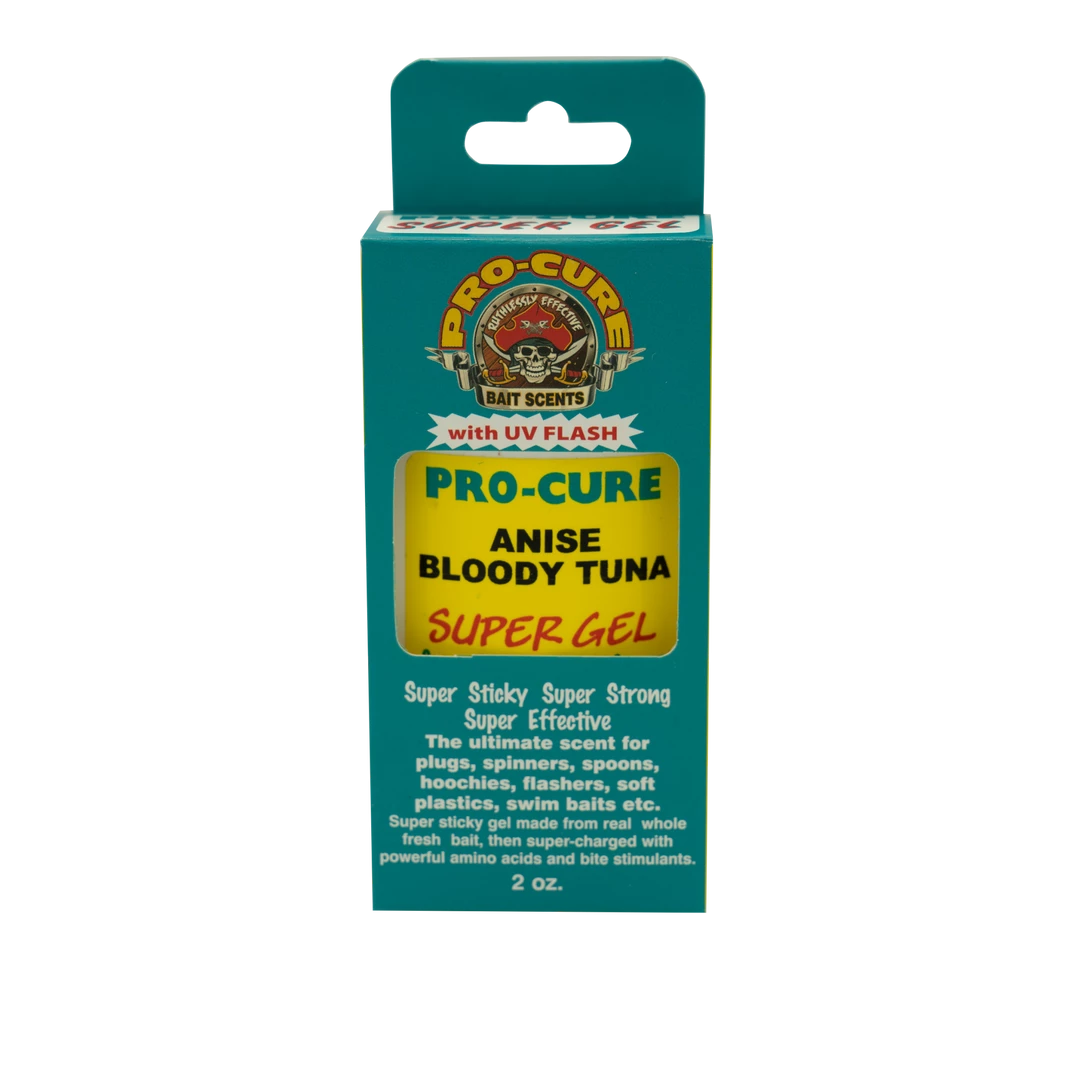 SUPER GEL
PRO-CURE
RUTHLESSLY EFFECTIVE
BAIT SCENTS
with UV FLASH
PRO-CURE
ANISE
BLOODY TUNA
SUPER GEL
Super Sticky Super Strong
Super Effective
The ultimate scent for
plugs, spinners, spoons,
hoochies, flashers, soft
plastics, swim baits etc.
Super sticky gel made from real whole
fresh bait, then super-charged with
powerful amino acids and bite stimulants.
2 oz.